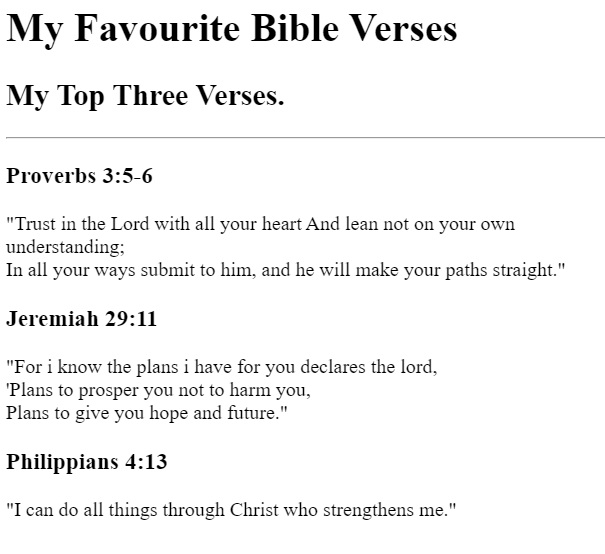 My Favourite Bible Verses
My Top Three Verses.
Proverbs 3:5-6
"Trust in the Lord with all your heart And lean not on your own
understanding;
In all your ways submit to him, and he will make your paths straight."
Jeremiah 29:11
"For i know the plans i have for you declares the lord,
'Plans to prosper you not to harm you,
Plans to give you hope and future."
Philippians 4:13
"I can do all things through Christ who strengthens me."